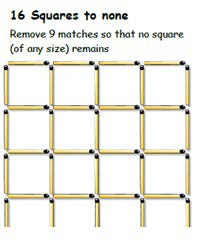 16 Squares to none
Remove 9 matches so that no square
(of any size) remains